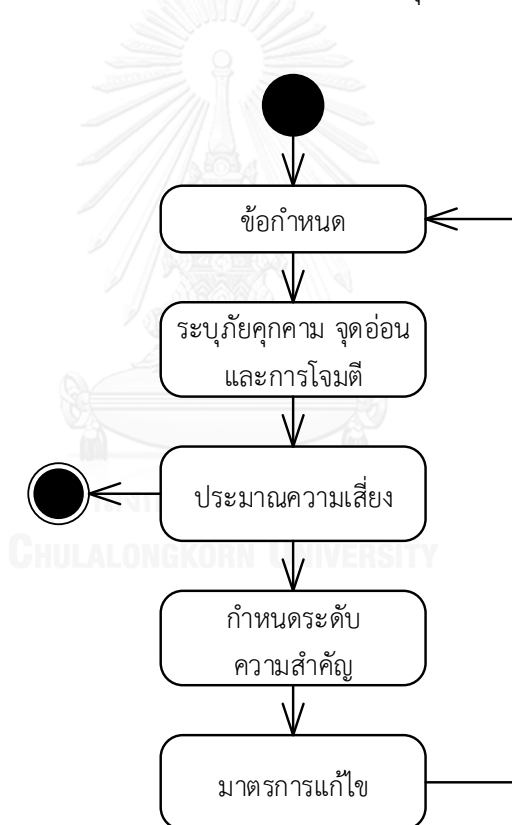 ข้อกำหนด
ระบุภัยคุกคาม จุดอ่อน
และการโจมตี
ประมาณความเสี่ยง
CHULALONGKORN UNIVERSITY
กำหนดระดับ
ความสำคัญ
มาตรการแก้ไข